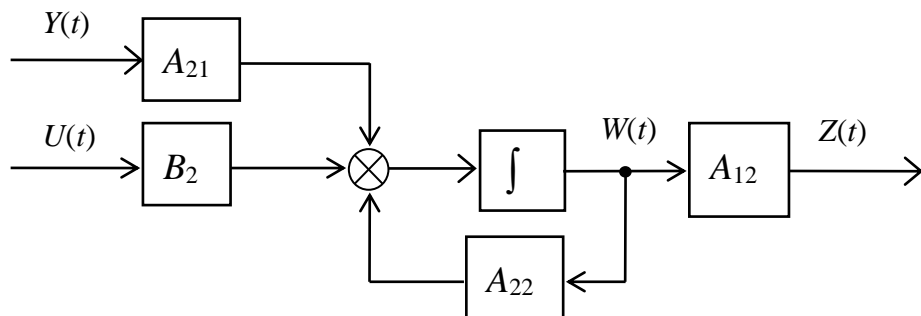 Y(t)
A₂₁
U(t)
B₂
∫
W(t)
A₁₂
Z(t)
A₂₂